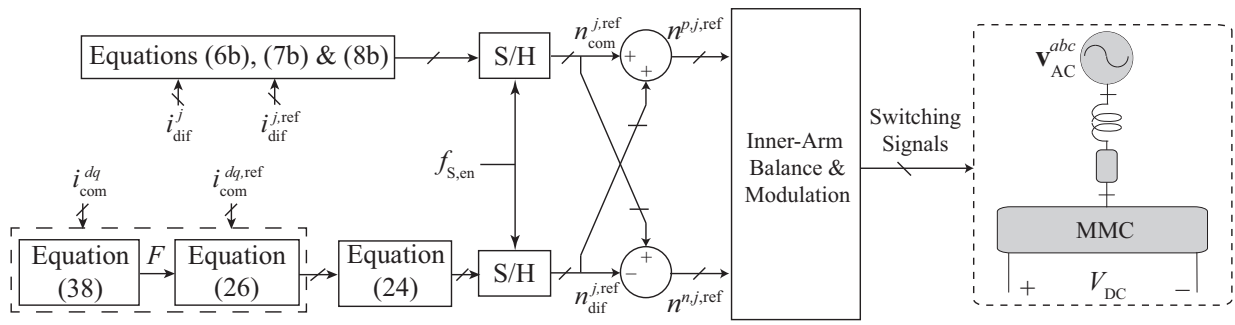 Equations (6b), (7b) & (8b)
S/H
n_com^{j,ref}
+
+
n^{p,j,ref}
i_dif^j
i_dif^{j,ref}
f_{S,en}
i_com^{dq}
i_com^{dq,ref}
Equation
(38)
F
Equation
(26)
Equation
(24)
S/H
n_dif^{j,ref}
−
+
n^{n,j,ref}
Inner-Arm
Balance &
Modulation
Switching
Signals
v_AC^{abc}
MMC
+ V_DC −